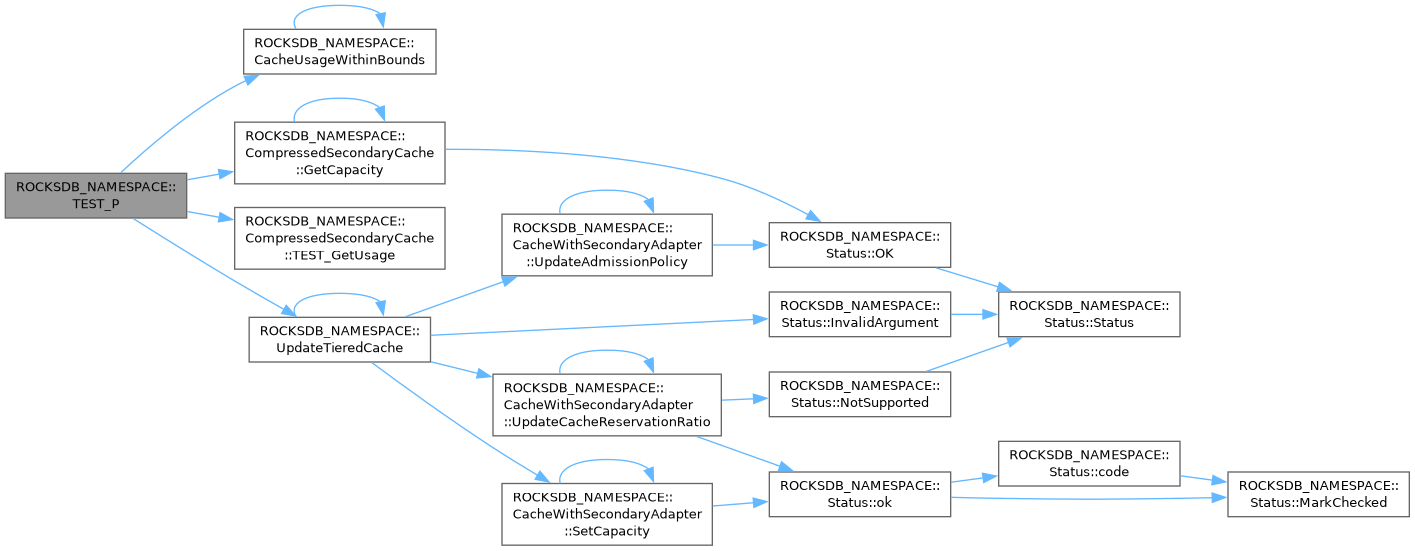 ROCKSDB_NAMESPACE::
TEST_P
ROCKSDB_NAMESPACE::
CacheUsageWithinBounds
ROCKSDB_NAMESPACE::
CompressedSecondaryCache
::GetCapacity
ROCKSDB_NAMESPACE::
CompressedSecondaryCache
::TEST_GetUsage
ROCKSDB_NAMESPACE::
UpdateTieredCache
ROCKSDB_NAMESPACE::
CacheWithSecondaryAdapter
::UpdateAdmissionPolicy
ROCKSDB_NAMESPACE::
CacheWithSecondaryAdapter
::UpdateCacheReservationRatio
ROCKSDB_NAMESPACE::
CacheWithSecondaryAdapter
::SetCapacity
ROCKSDB_NAMESPACE::
Status::OK
ROCKSDB_NAMESPACE::
Status::InvalidArgument
ROCKSDB_NAMESPACE::
Status::NotSupported
ROCKSDB_NAMESPACE::
Status::ok
ROCKSDB_NAMESPACE::
Status::Status
ROCKSDB_NAMESPACE::
Status::code
ROCKSDB_NAMESPACE::
Status::MarkChecked